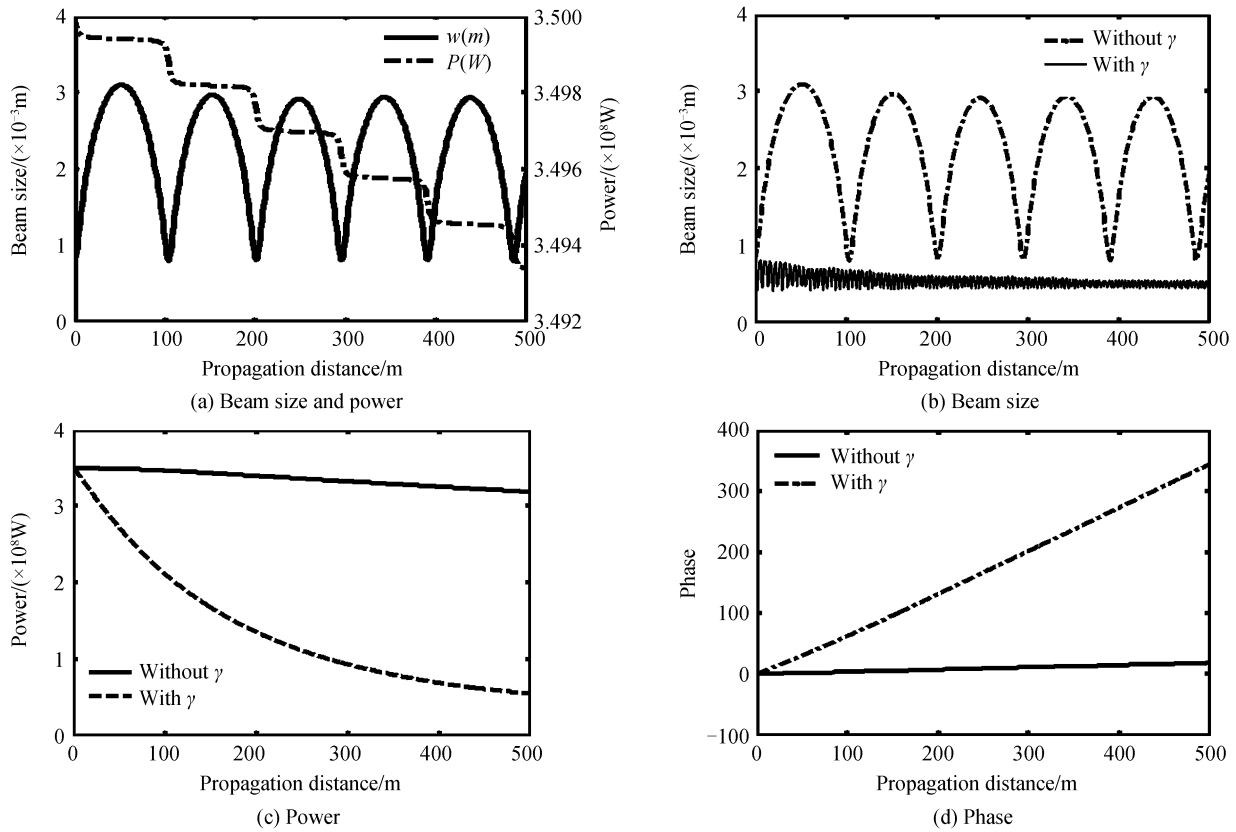 4
3
2
1
0
Beam size/(×10⁻³m)
w(m)
P(W)
3.500
3.498
3.496
3.494
3.492
Power/(×10⁸W)
0 100 200 300 400 500
Propagation distance/m
(a) Beam size and power
4
3
2
1
0
Beam size/(×10⁻³m)
Without γ
With γ
0 100 200 300 400 500
Propagation distance/m
(b) Beam size
4
3
2
1
0
Power/(×10⁸W)
Without γ
With γ
0 100 200 300 400 500
Propagation distance/m
(c) Power
400
300
200
100
0
−100
Phase
Without γ
With γ
0 100 200 300 400 500
Propagation distance/m
(d) Phase